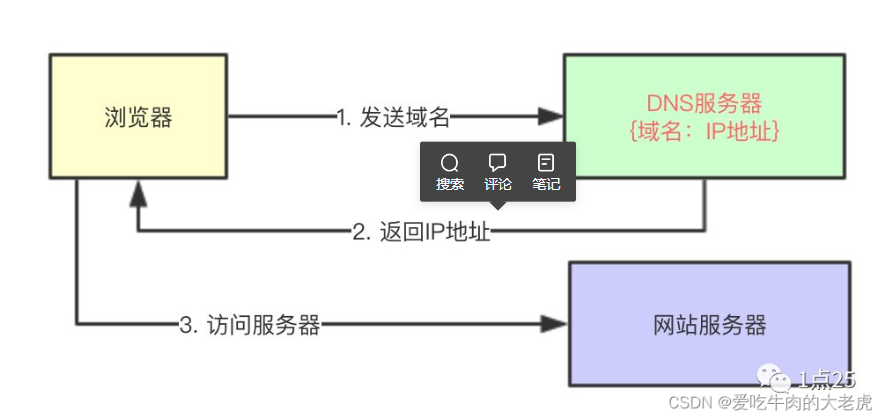 浏览器
1. 发送域名
DNS服务器
{域名：IP地址}
搜索 评论 笔记
2. 返回IP地址
3. 访问服务器
网站服务器
1点25
CSDN @爱吃牛肉的大老虎